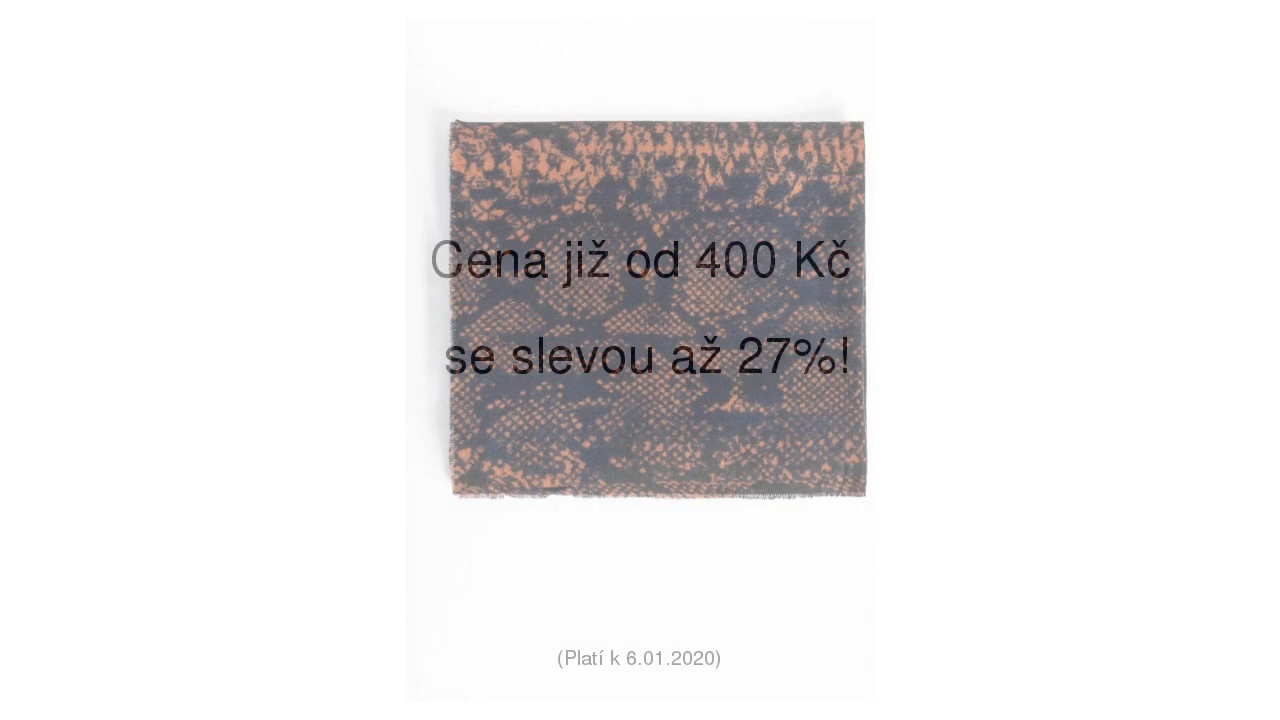 Cena již od 400 Kč
se slevou až 27%!
(Platí k 6.01.2020)